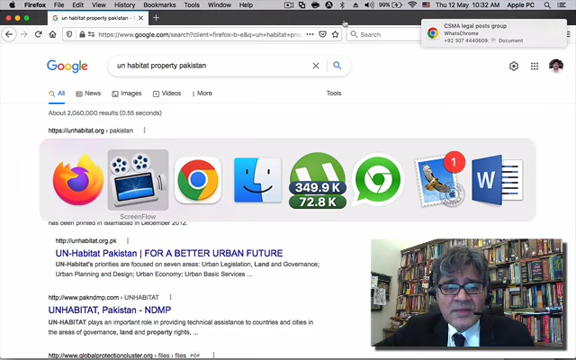 Firefox File Edit View History Bookmarks Tools Window Help
99% Thu 12 May 10:32 AM Apple PC
un habitat property pakistan -
https://www.google.com/search?client=firefox-b-e&q=un+habitat+
Search
CSMA legal posts group
WhatsChrome
+92 307 4440609: Document
Google
un habitat property pakistan
All News Images Videos More Tools
About 2,060,000 results (0.55 seconds)
https://unhabitat.org › pakistan
349.9 K
72.8 K
1
W
ScreenFlow
has been printed in Islamabad in December 2012.
http://www.unhabitat.org.pk
UN-Habitat Pakistan | FOR A BETTER URBAN FUTURE
UN-Habitat's priorities are focused on seven areas: Urban Legislation, Land and Governance;
Urban Planning and Design; Urban Economy; Urban Basic Services ...
http://www.pakndmp.com › UNHABITAT
UNHABITAT, Pakistan - NDMP
UN-HABITAT plays an important role in providing technical assistance to countries and cities in
the areas of governance, land and property rights, ...
http://www.globalprotectioncluster.org › files › files PDF